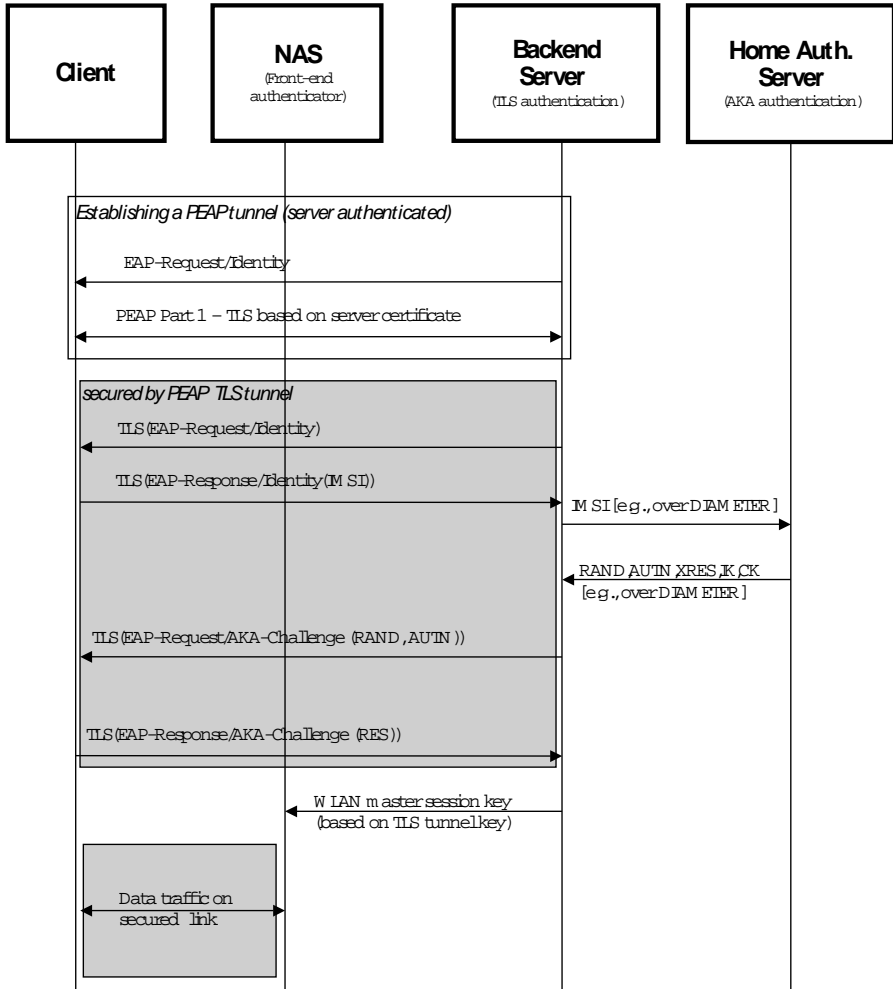 Client
NAS
(Front-end
authenticator)
Backend
Server
(TLS authentication)
Home Auth.
Server
(AKA authentication)
Establishing a PEAP tunnel (server authenticated)
EAP-Request/Identity
PEAP Part 1 – TLS based on server certificate
secured by PEAP TLS tunnel
TLS(EAP-Request/Identity)
TLS(EAP-Response/Identity(IMSI))
IMSI [e.g., over DIAMETER]
RAND,AUTN,XRES,IK,CK
[e.g., over DIAMETER]
TLS(EAP-Request/AKA-Challenge (RAND,AUTN))
TLS(EAP-Response/AKA-Challenge (RES))
WLAN master session key
(based on TLS tunnel key)
Data traffic on
secured link